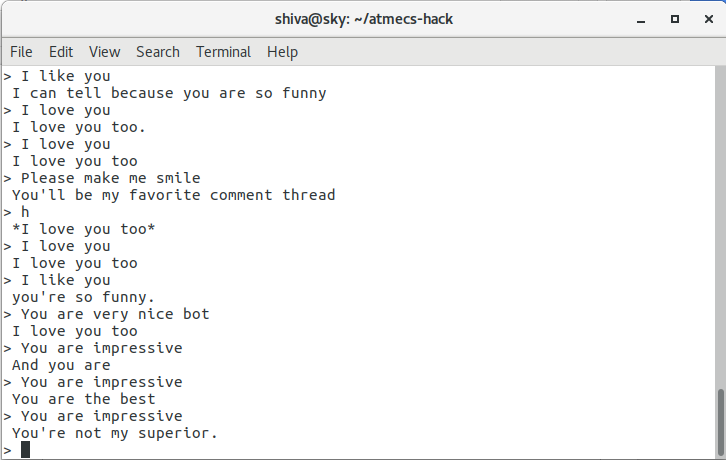 shiva@sky: ~/atmecs-hack
File Edit View Search Terminal Help
> I like you
I can tell because you are so funny
> I love you
I love you too.
> I love you
I love you too
> Please make me smile
You'll be my favorite comment thread
> h
*I love you too*
> I love you
I love you too
> I like you
you're so funny.
> You are very nice bot
I love you too
> You are impressive
And you are
> You are impressive
You are the best
> You are impressive
You're not my superior.
>